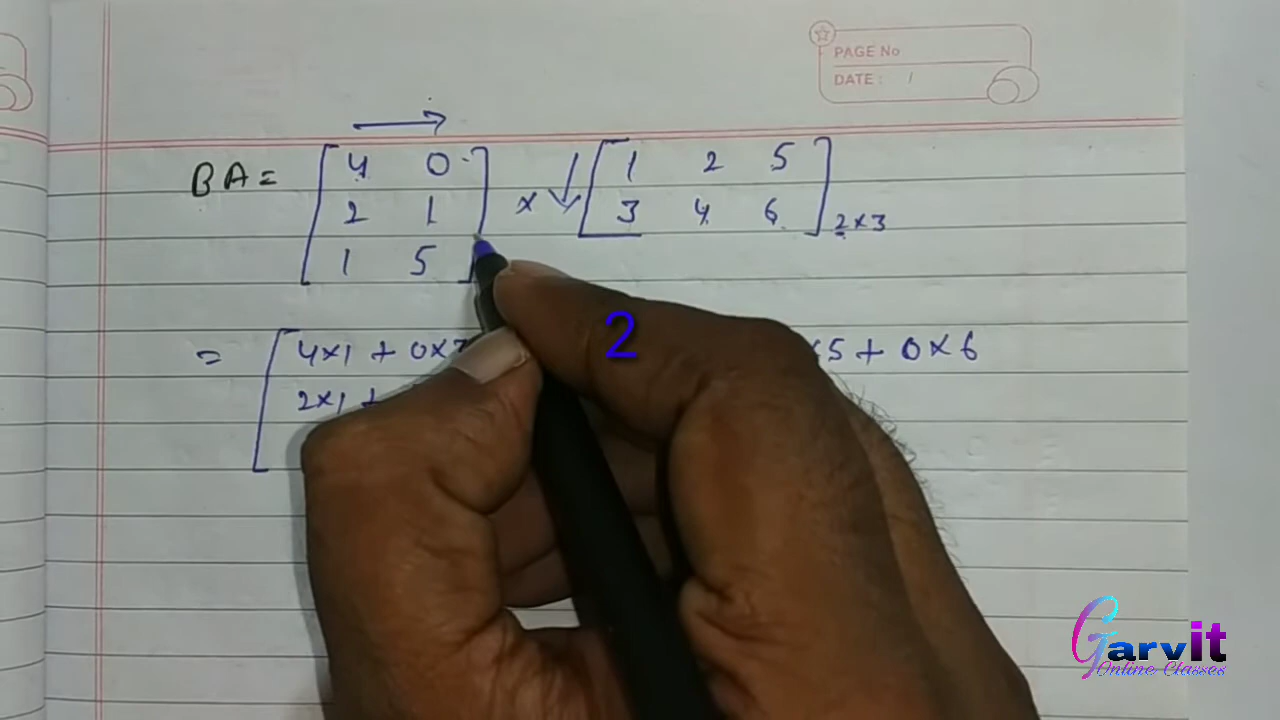 PAGE No
DATE : /
BA = [ 4 0 ] × [ 1 2 5 ]
2 1 3 4 6 2×3
1 5
= [ 4×1 + 0×3 2 ×5 + 0×6
2×1 +
Garvit
Online Classes